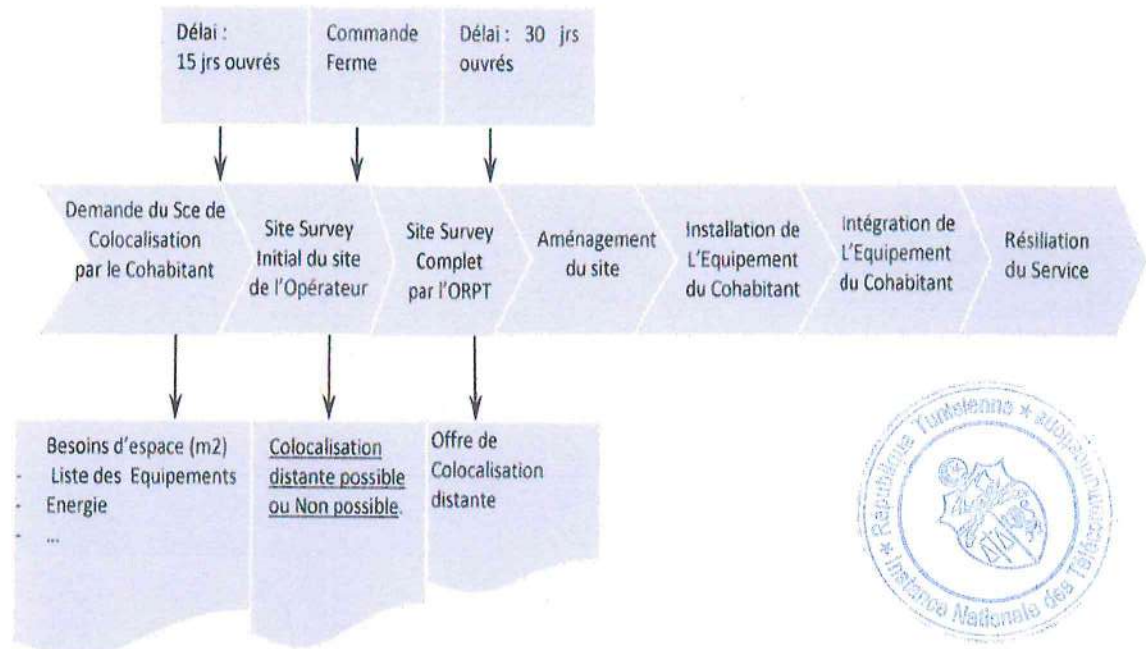 Délai :
15 jrs ouvrés
Commande
Ferme
Délai : 30 jrs
ouvrés
Demande du Sce de
Colocalisation
par le Cohabitant
Site Survey
Initial du site
de l'Opérateur
Site Survey
Complet
par l'ORPT
Aménagement
du site
Installation de
L'Equipement
du Cohabitant
Intégration de
L'Equipement
du Cohabitant
Résiliation
du Service
Besoins d'espace (m2)
- Liste des Equipements
- Energie
- ...
Colocalisation
distante possible
ou Non possible.
Offre de
Colocalisation
distante
★ République Tunisienne ★
Instance Nationale des Télécommunications